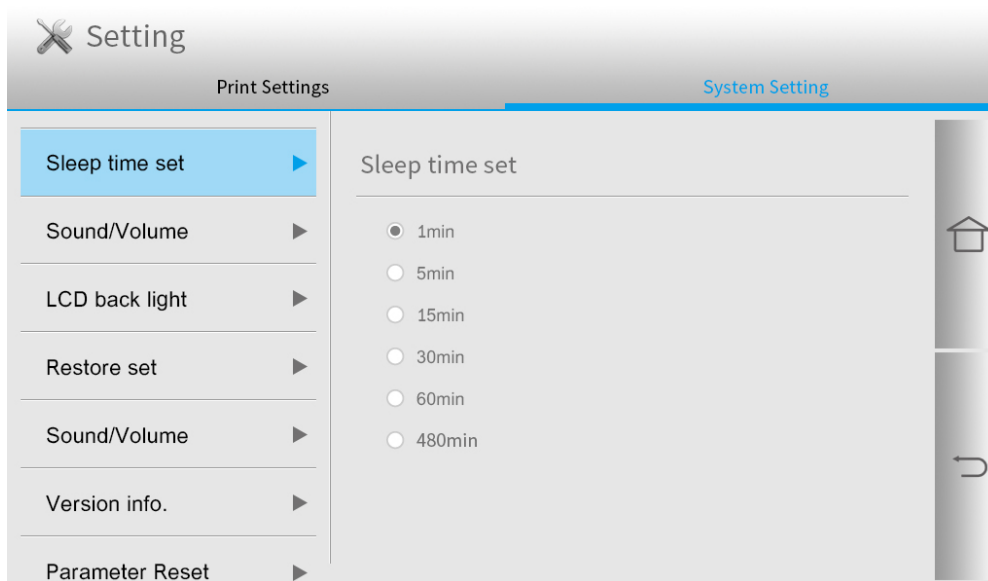 Setting
Print Settings
System Setting
Sleep time set
Sound/Volume
LCD back light
Restore set
Sound/Volume
Version info.
Parameter Reset
Sleep time set
1min
5min
15min
30min
60min
480min